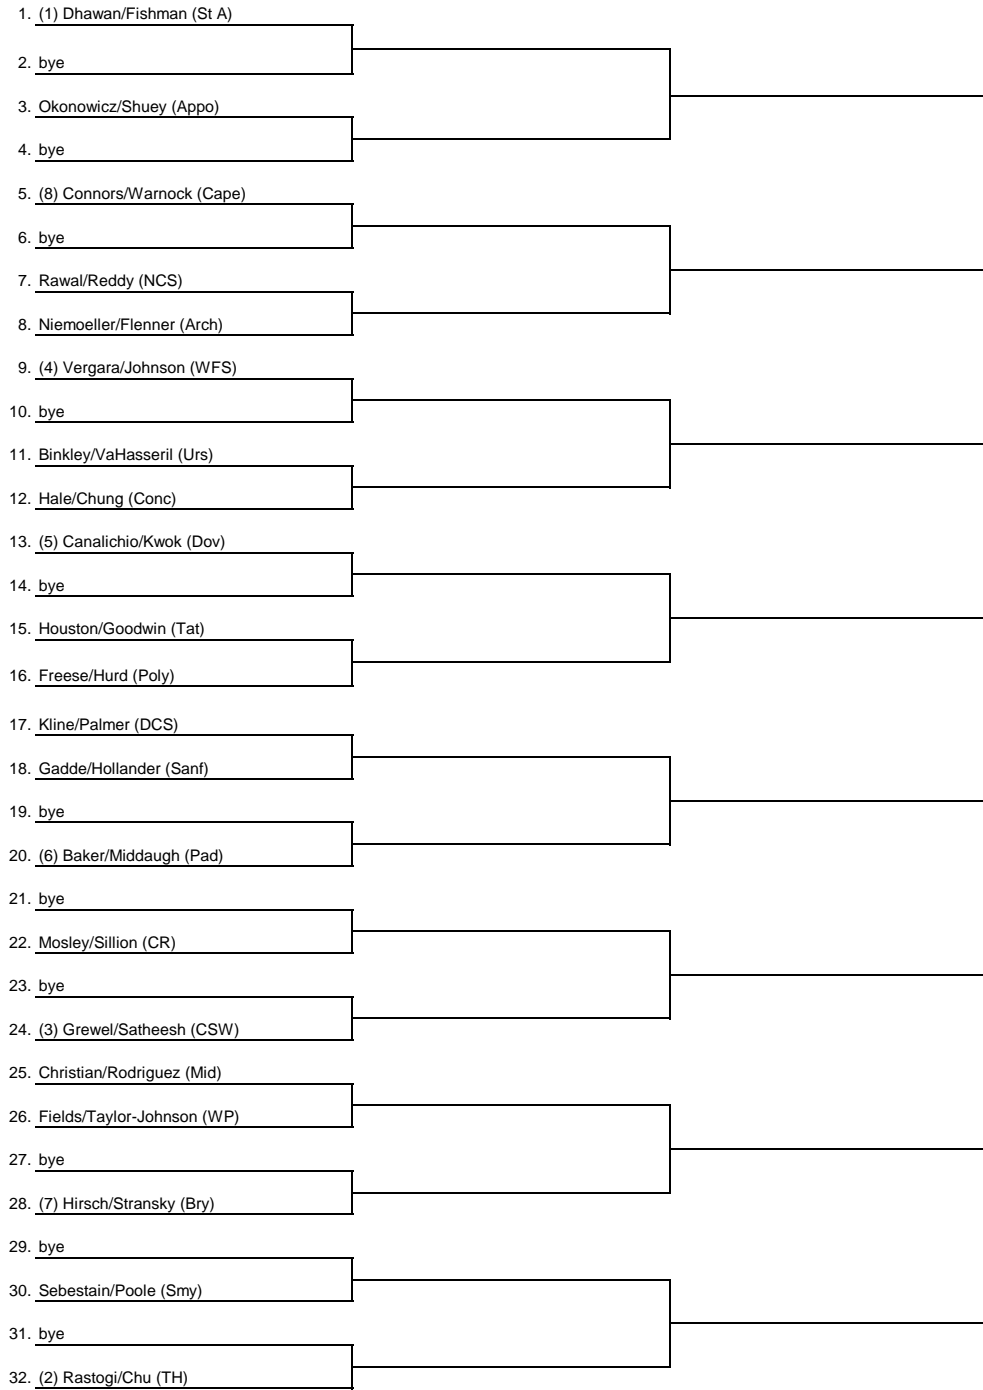 1. (1) Dhawan/Fishman (St A)
2. bye
3. Okonowicz/Shuey (Appo)
4. bye
5. (8) Connors/Warnock (Cape)
6. bye
7. Rawal/Reddy (NCS)
8. Niemoeller/Flenner (Arch)
9. (4) Vergara/Johnson (WFS)
10. bye
11. Binkley/VaHasseril (Urs)
12. Hale/Chung (Conc)
13. (5) Canalichio/Kwok (Dov)
14. bye
15. Houston/Goodwin (Tat)
16. Freese/Hurd (Poly)
17. Kline/Palmer (DCS)
18. Gadde/Hollander (Sanf)
19. bye
20. (6) Baker/Middaugh (Pad)
21. bye
22. Mosley/Sillion (CR)
23. bye
24. (3) Grewel/Satheesh (CSW)
25. Christian/Rodriguez (Mid)
26. Fields/Taylor-Johnson (WP)
27. bye
28. (7) Hirsch/Stransky (Bry)
29. bye
30. Sebestain/Poole (Smy)
31. bye
32. (2) Rastogi/Chu (TH)